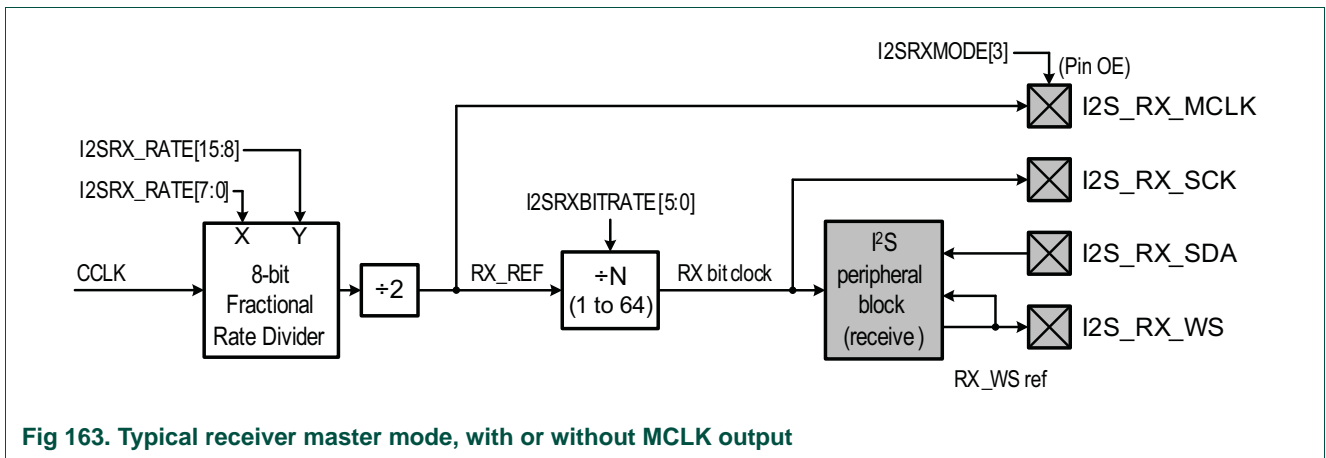 I2SRXMODE[3]
(Pin OE)
I2S_RX_MCLK
I2SRX_RATE[15:8]
I2SRX_RATE[7:0]
I2S_RX_SCK
I2SRXBITRATE[5:0]
X Y
CCLK
8-bit
Fractional
Rate Divider
÷2
RX_REF
÷N
(1 to 64)
RX bit clock
I²S
peripheral
block
(receive)
I2S_RX_SDA
I2S_RX_WS
RX_WS ref
Fig 163. Typical receiver master mode, with or without MCLK output